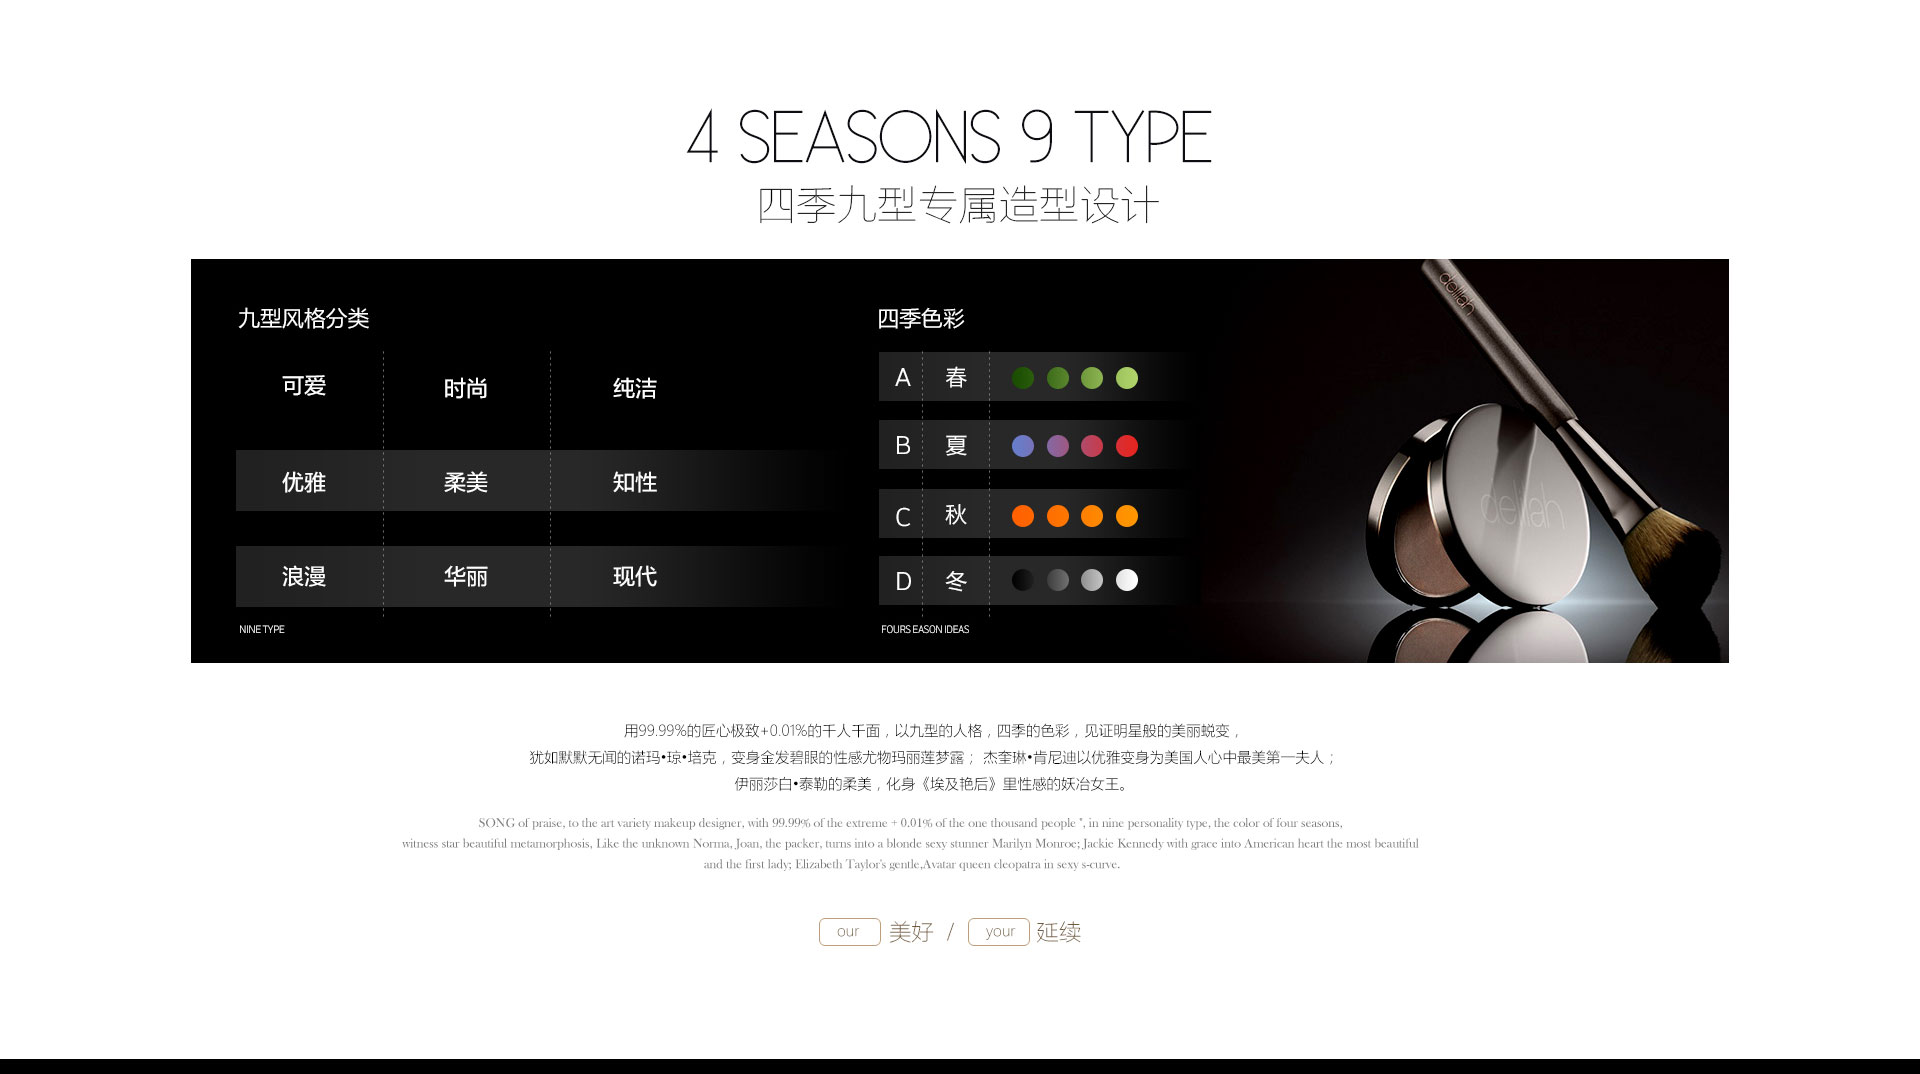 4 SEASONS 9 TYPE
四季九型专属造型设计
九型风格分类
可爱 时尚 纯洁
优雅 柔美 知性
浪漫 华丽 现代
NINE TYPE
四季色彩
A 春
B 夏
C 秋
D 冬
FOURS EASON IDEAS
delilah
delilah
用99.99%的匠心极致+0.01%的千人千面，以九型的人格，四季的色彩，见证明星般的美丽蜕变，
犹如默默无闻的诺玛•琼•培克，变身金发碧眼的性感尤物玛丽莲梦露； 杰奎琳•肯尼迪以优雅变身为美国人心中最美第一夫人；
伊丽莎白•泰勒的柔美，化身《埃及艳后》里性感的妖冶女王。
SONG of praise, to the art variety makeup designer, with 99.99% of the extreme + 0.01% of the one thousand people ", in nine personality type, the color of four seasons,
witness star beautiful metamorphosis, Like the unknown Norma, Joan, the packer, turns into a blonde sexy stunner Marilyn Monroe; Jackie Kennedy with grace into American heart the most beautiful
and the first lady; Elizabeth Taylor's gentle,Avatar queen cleopatra in sexy s-curve.
our 美好 / your 延续